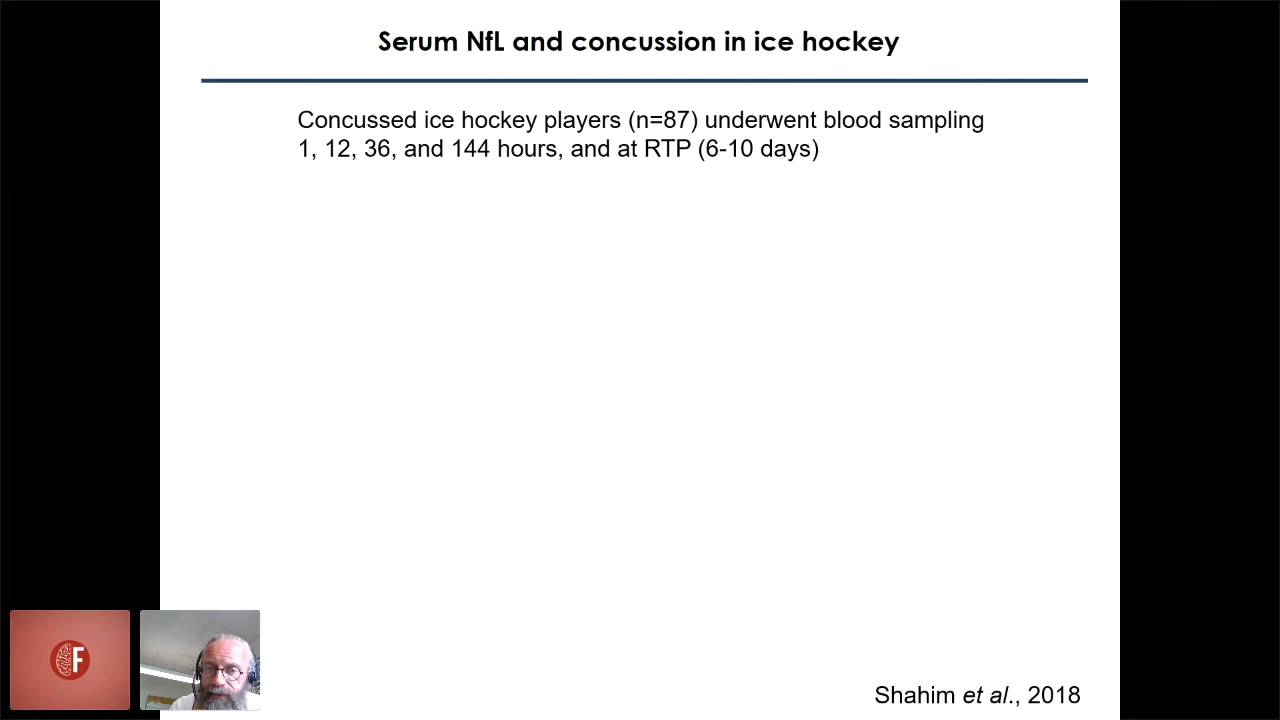 Serum NfL and concussion in ice hockey
Concussed ice hockey players (n=87) underwent blood sampling
1, 12, 36, and 144 hours, and at RTP (6-10 days)
F
Shahim et al., 2018